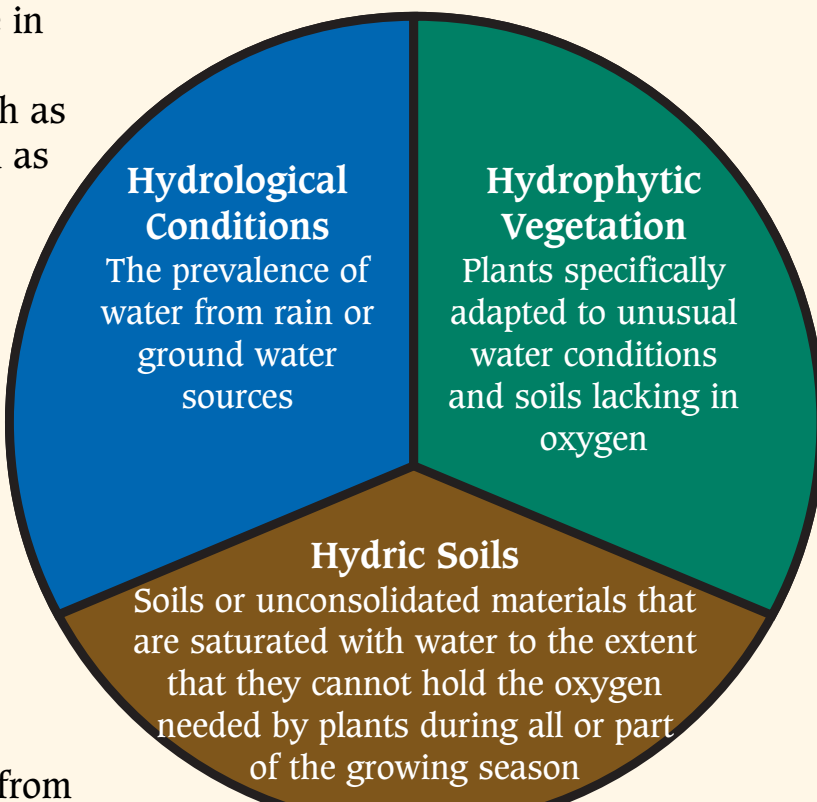 in
h as
as
Hydrological
Conditions
The prevalence of
water from rain or
ground water
sources
Hydrophytic
Vegetation
Plants specifically
adapted to unusual
water conditions
and soils lacking in
oxygen
Hydric Soils
Soils or unconsolidated materials that
are saturated with water to the extent
that they cannot hold the oxygen
needed by plants during all or part
of the growing season
from